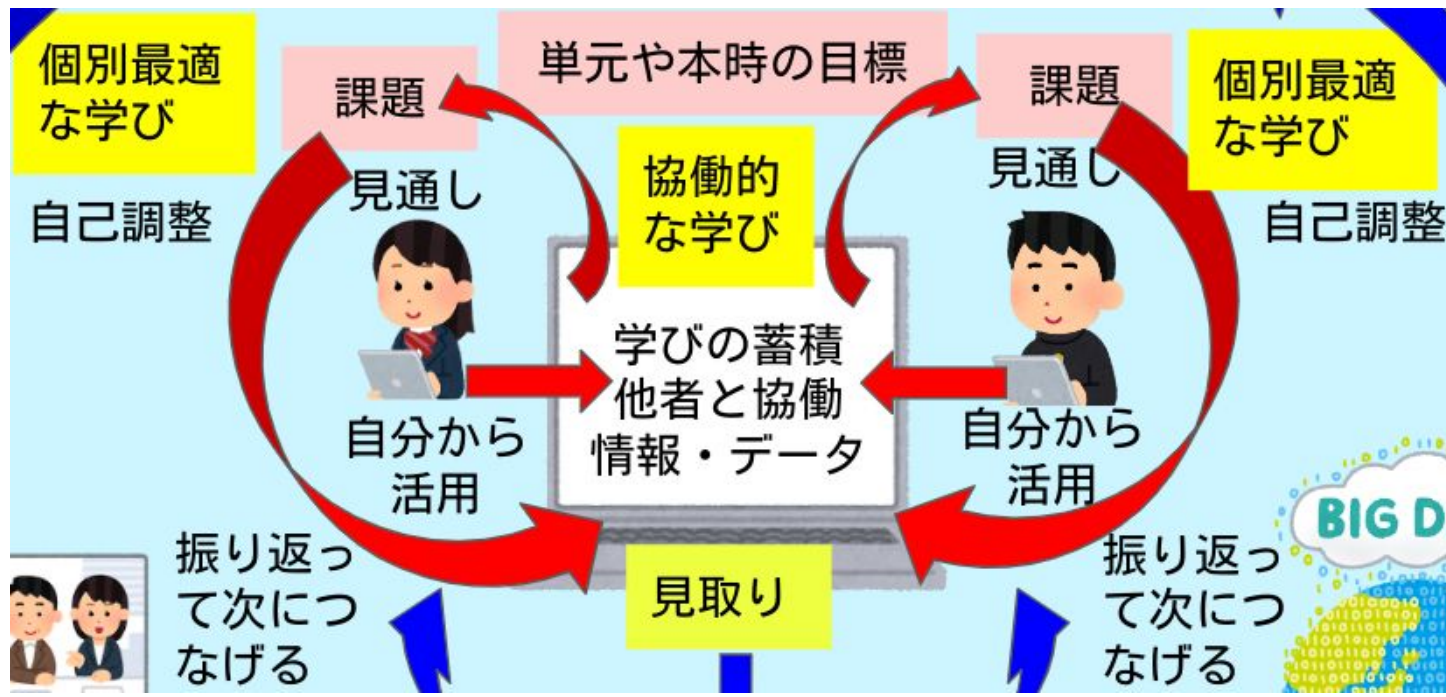 個別最適
な学び
課題
単元や本時の目標
課題
個別最適
な学び
自己調整
見通し
協働的
な学び
見通し
自己調整
学びの蓄積
他者と協働
情報・データ
自分から
活用
自分から
活用
振り返っ
て次につ
なげる
見取り
振り返っ
て次につ
なげる
BIG D